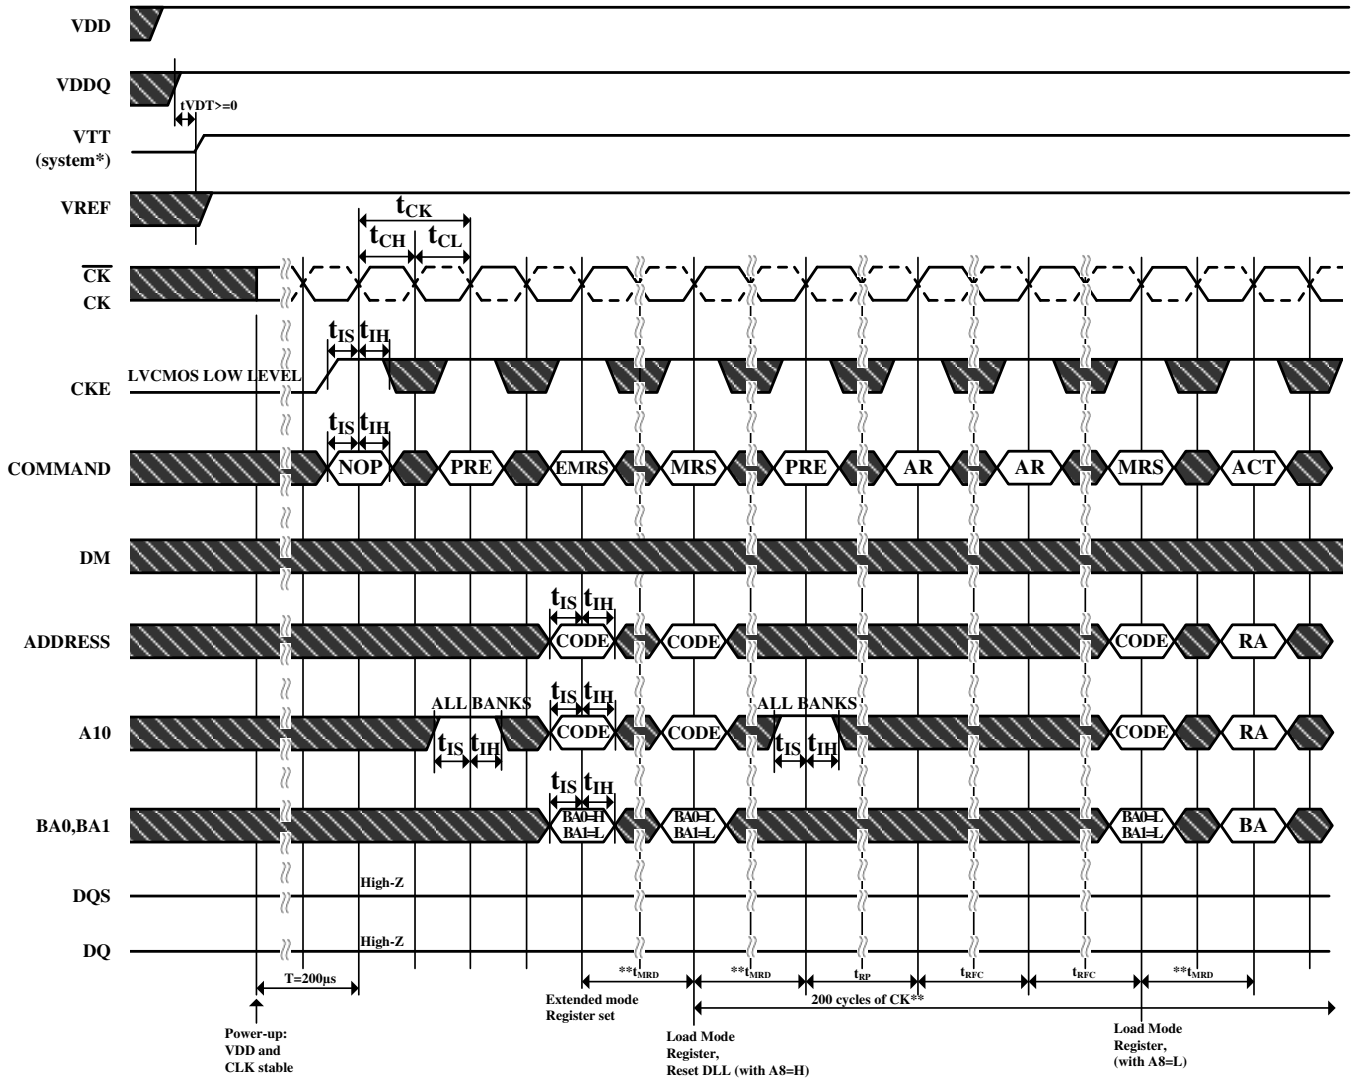 VDD
VDDQ
tVDT>=0
VTT
(system*)
VREF
tCK
tCH tCL
CK
CK
tIS tIH
LVCMOS LOW LEVEL
CKE
tIS tIH
COMMAND NOP PRE EMRS MRS PRE AR AR MRS ACT
DM
tIS tIH
ADDRESS CODE CODE CODE RA
ALL BANKS tIS tIH ALL BANKS
A10 CODE CODE CODE RA
tIS tIH tIS tIH
tIS tIH
BA0=H BA0=L BA0=L
BA0,BA1 BA
BA1=L BA1=L BA1=L
High-Z
DQS
High-Z
DQ
T=200µs **tMRD **tMRD tRP tRFC tRFC **tMRD
Extended mode
Register set
200 cycles of CK**
Power-up:
VDD and
CLK stable
Load Mode
Register,
Reset DLL (with A8=H)
Load Mode
Register,
(with A8=L)